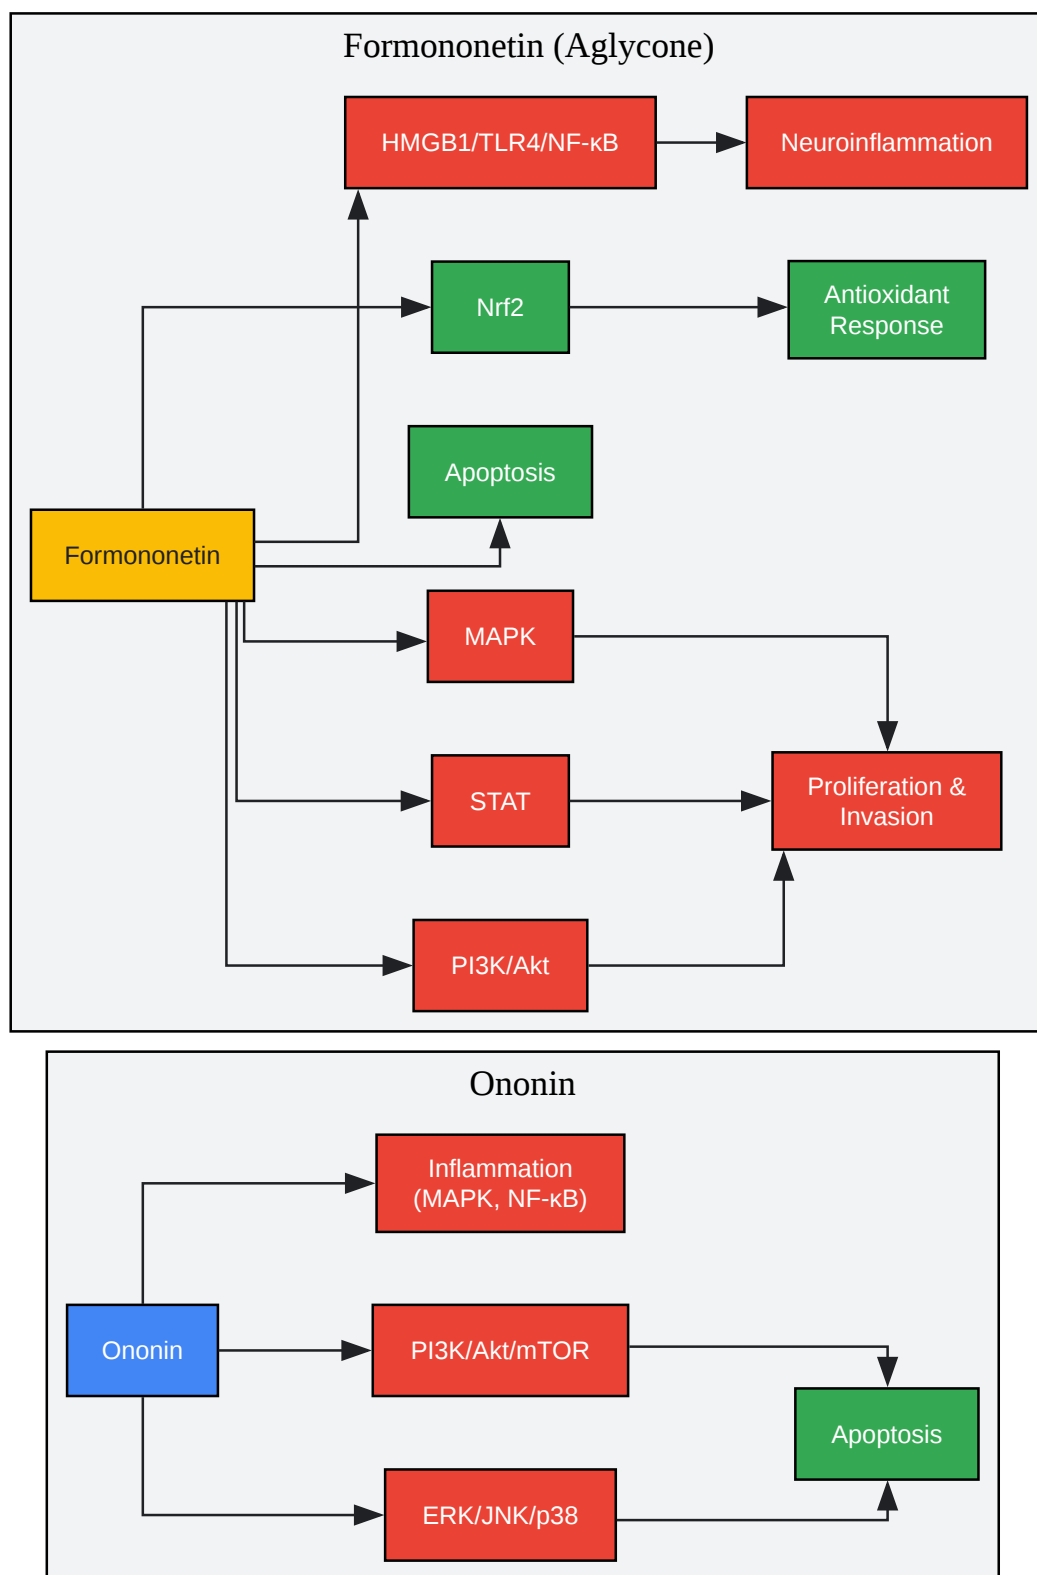 Formononetin (Aglycone)
HMGB1/TLR4/NF-κB
Neuroinflammation
Nrf2
Antioxidant
Response
Apoptosis
Formononetin
MAPK
STAT
Proliferation &
Invasion
PI3K/Akt
Ononin
Inflammation
(MAPK, NF-κB)
Ononin
PI3K/Akt/mTOR
Apoptosis
ERK/JNK/p38